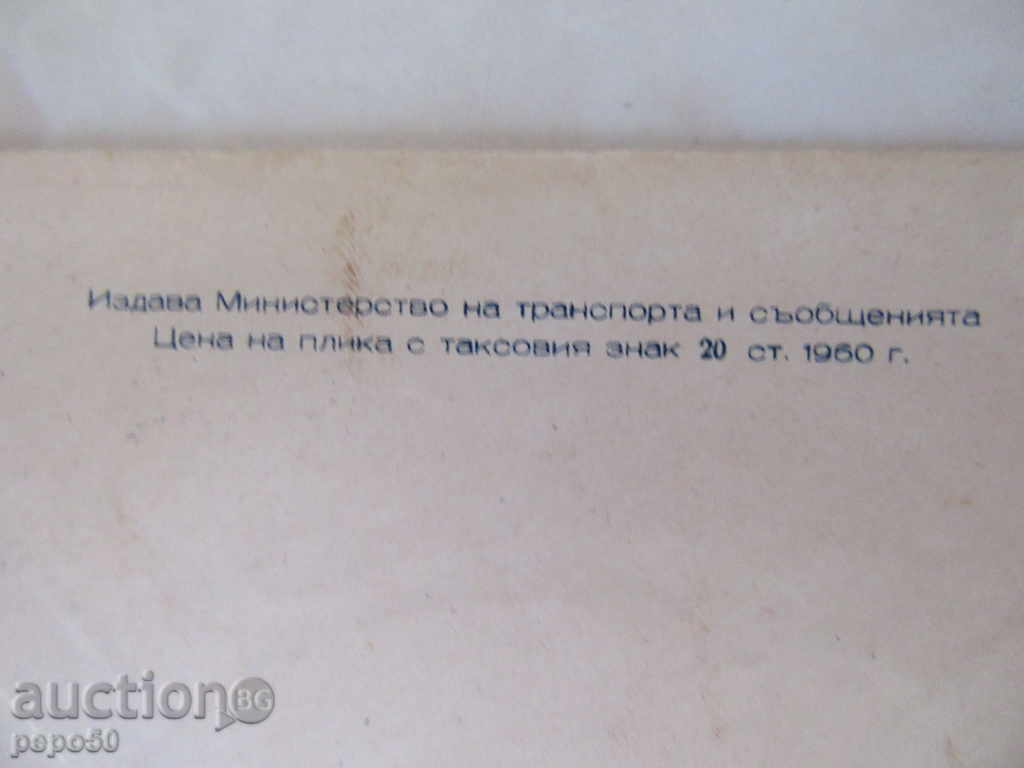 Издава Министерство на транспорта и съобщенията
Цена на плика с таксовия знак 20 ст. 1960 г.
auction BG
pepo50